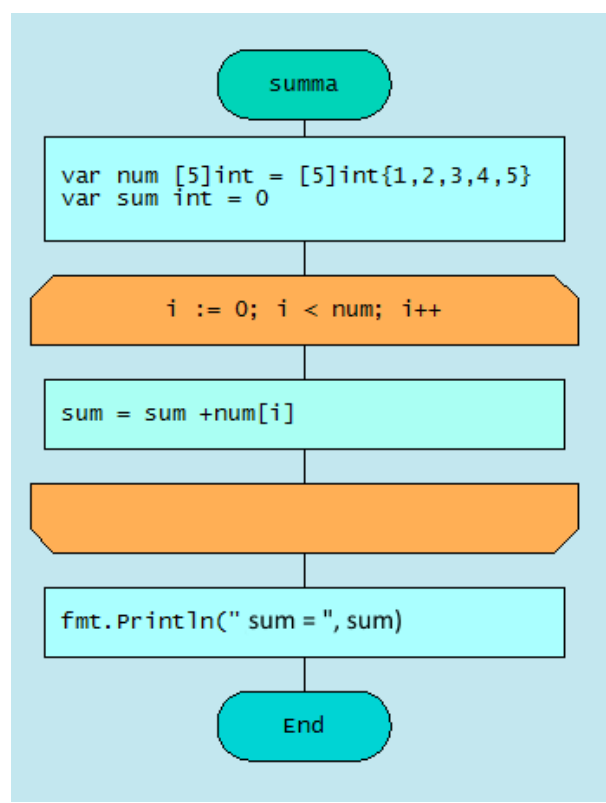 summa
var num [5]int = [5]int{1,2,3,4,5}
var sum int = 0
i := 0; i < num; i++
sum = sum +num[i]
fmt.Println(" sum = ", sum)
End